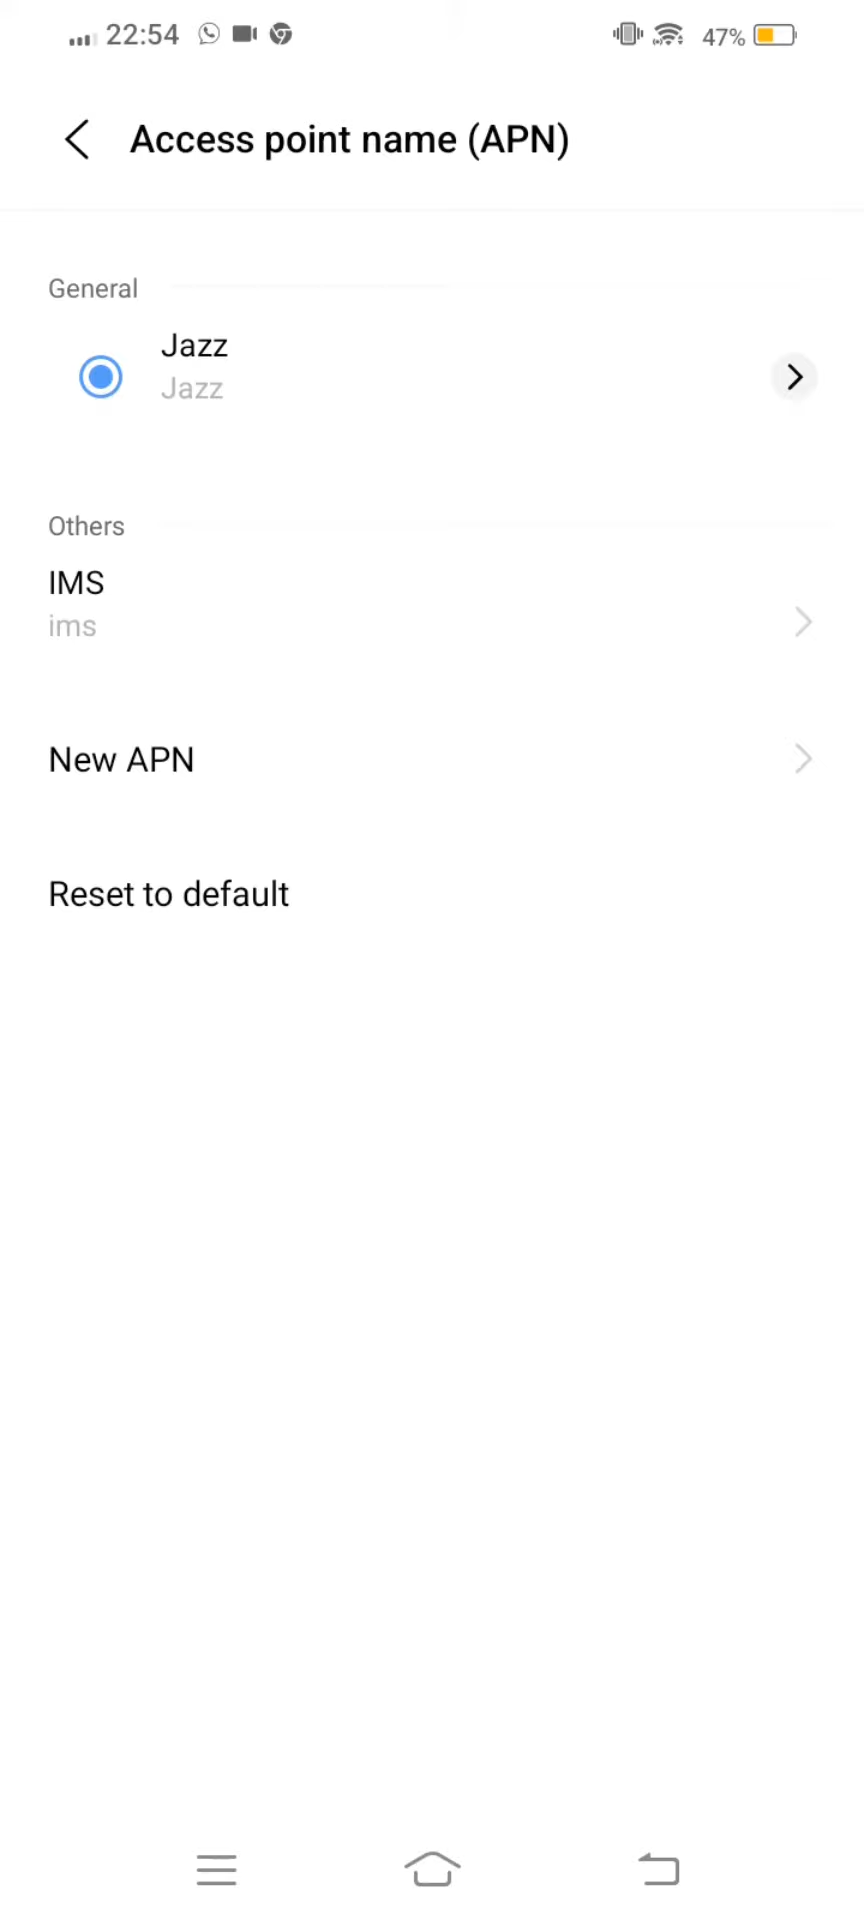 22:54
47%
Access point name (APN)
General
Jazz
Jazz
Others
IMS
ims
New APN
Reset to default